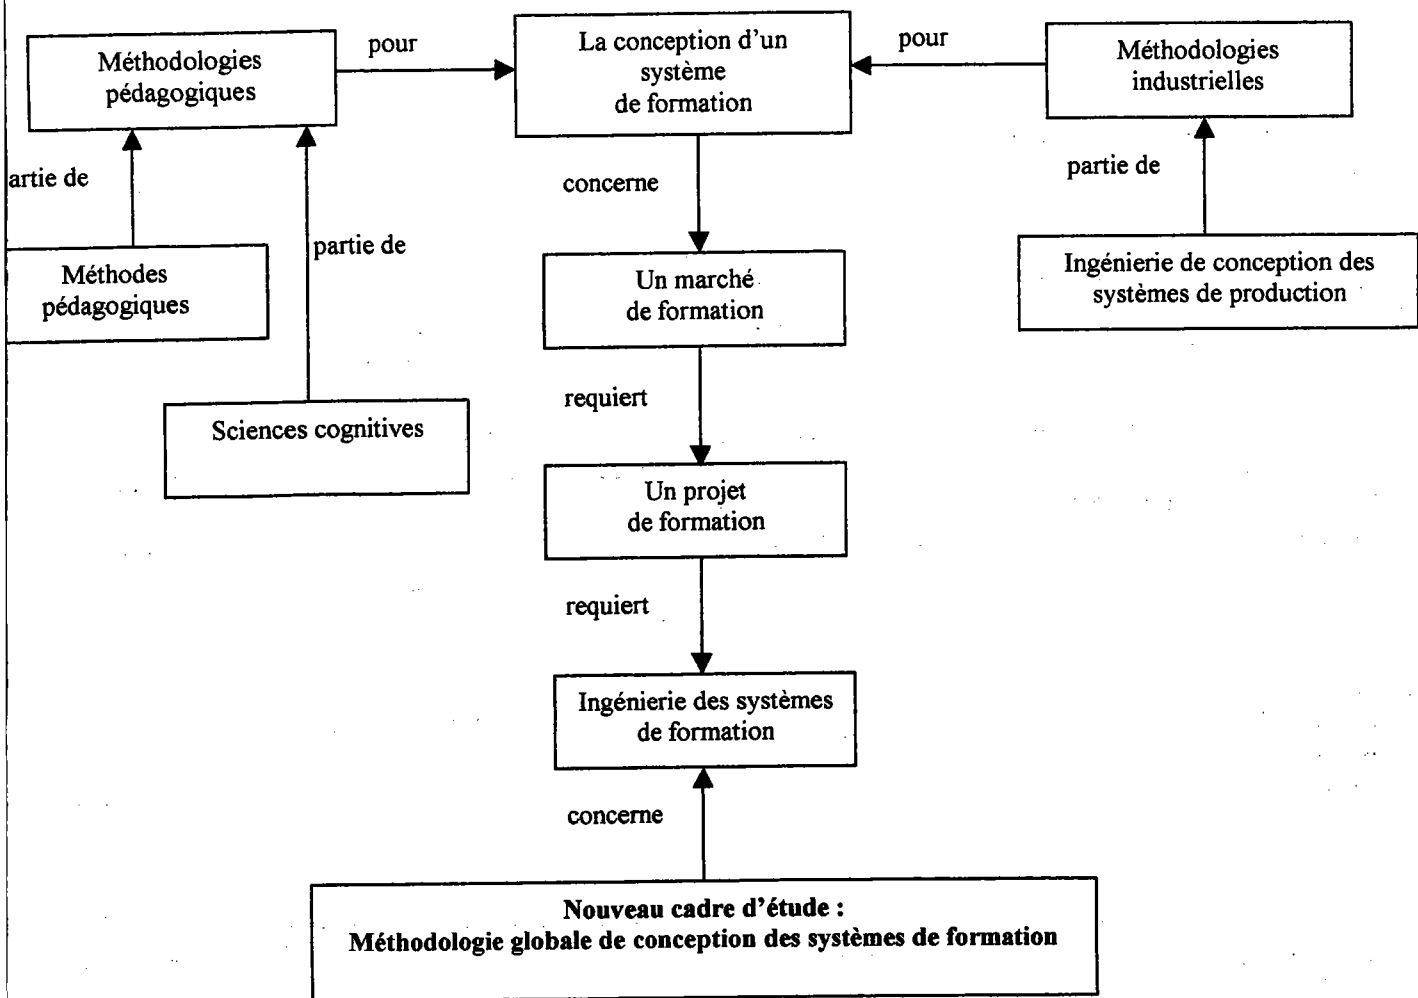 Méthodologies
pédagogiques
pour
La conception d'un
système
de formation
pour
Méthodologies
industrielles
artie de
partie de
concerne
partie de
Méthodes
pédagogiques
Un marché
de formation
Ingénierie de conception des
systèmes de production
requiert
Sciences cognitives
Un projet
de formation
requiert
Ingénierie des systèmes
de formation
concerne
Nouveau cadre d'étude :
Méthodologie globale de conception des systèmes de formation